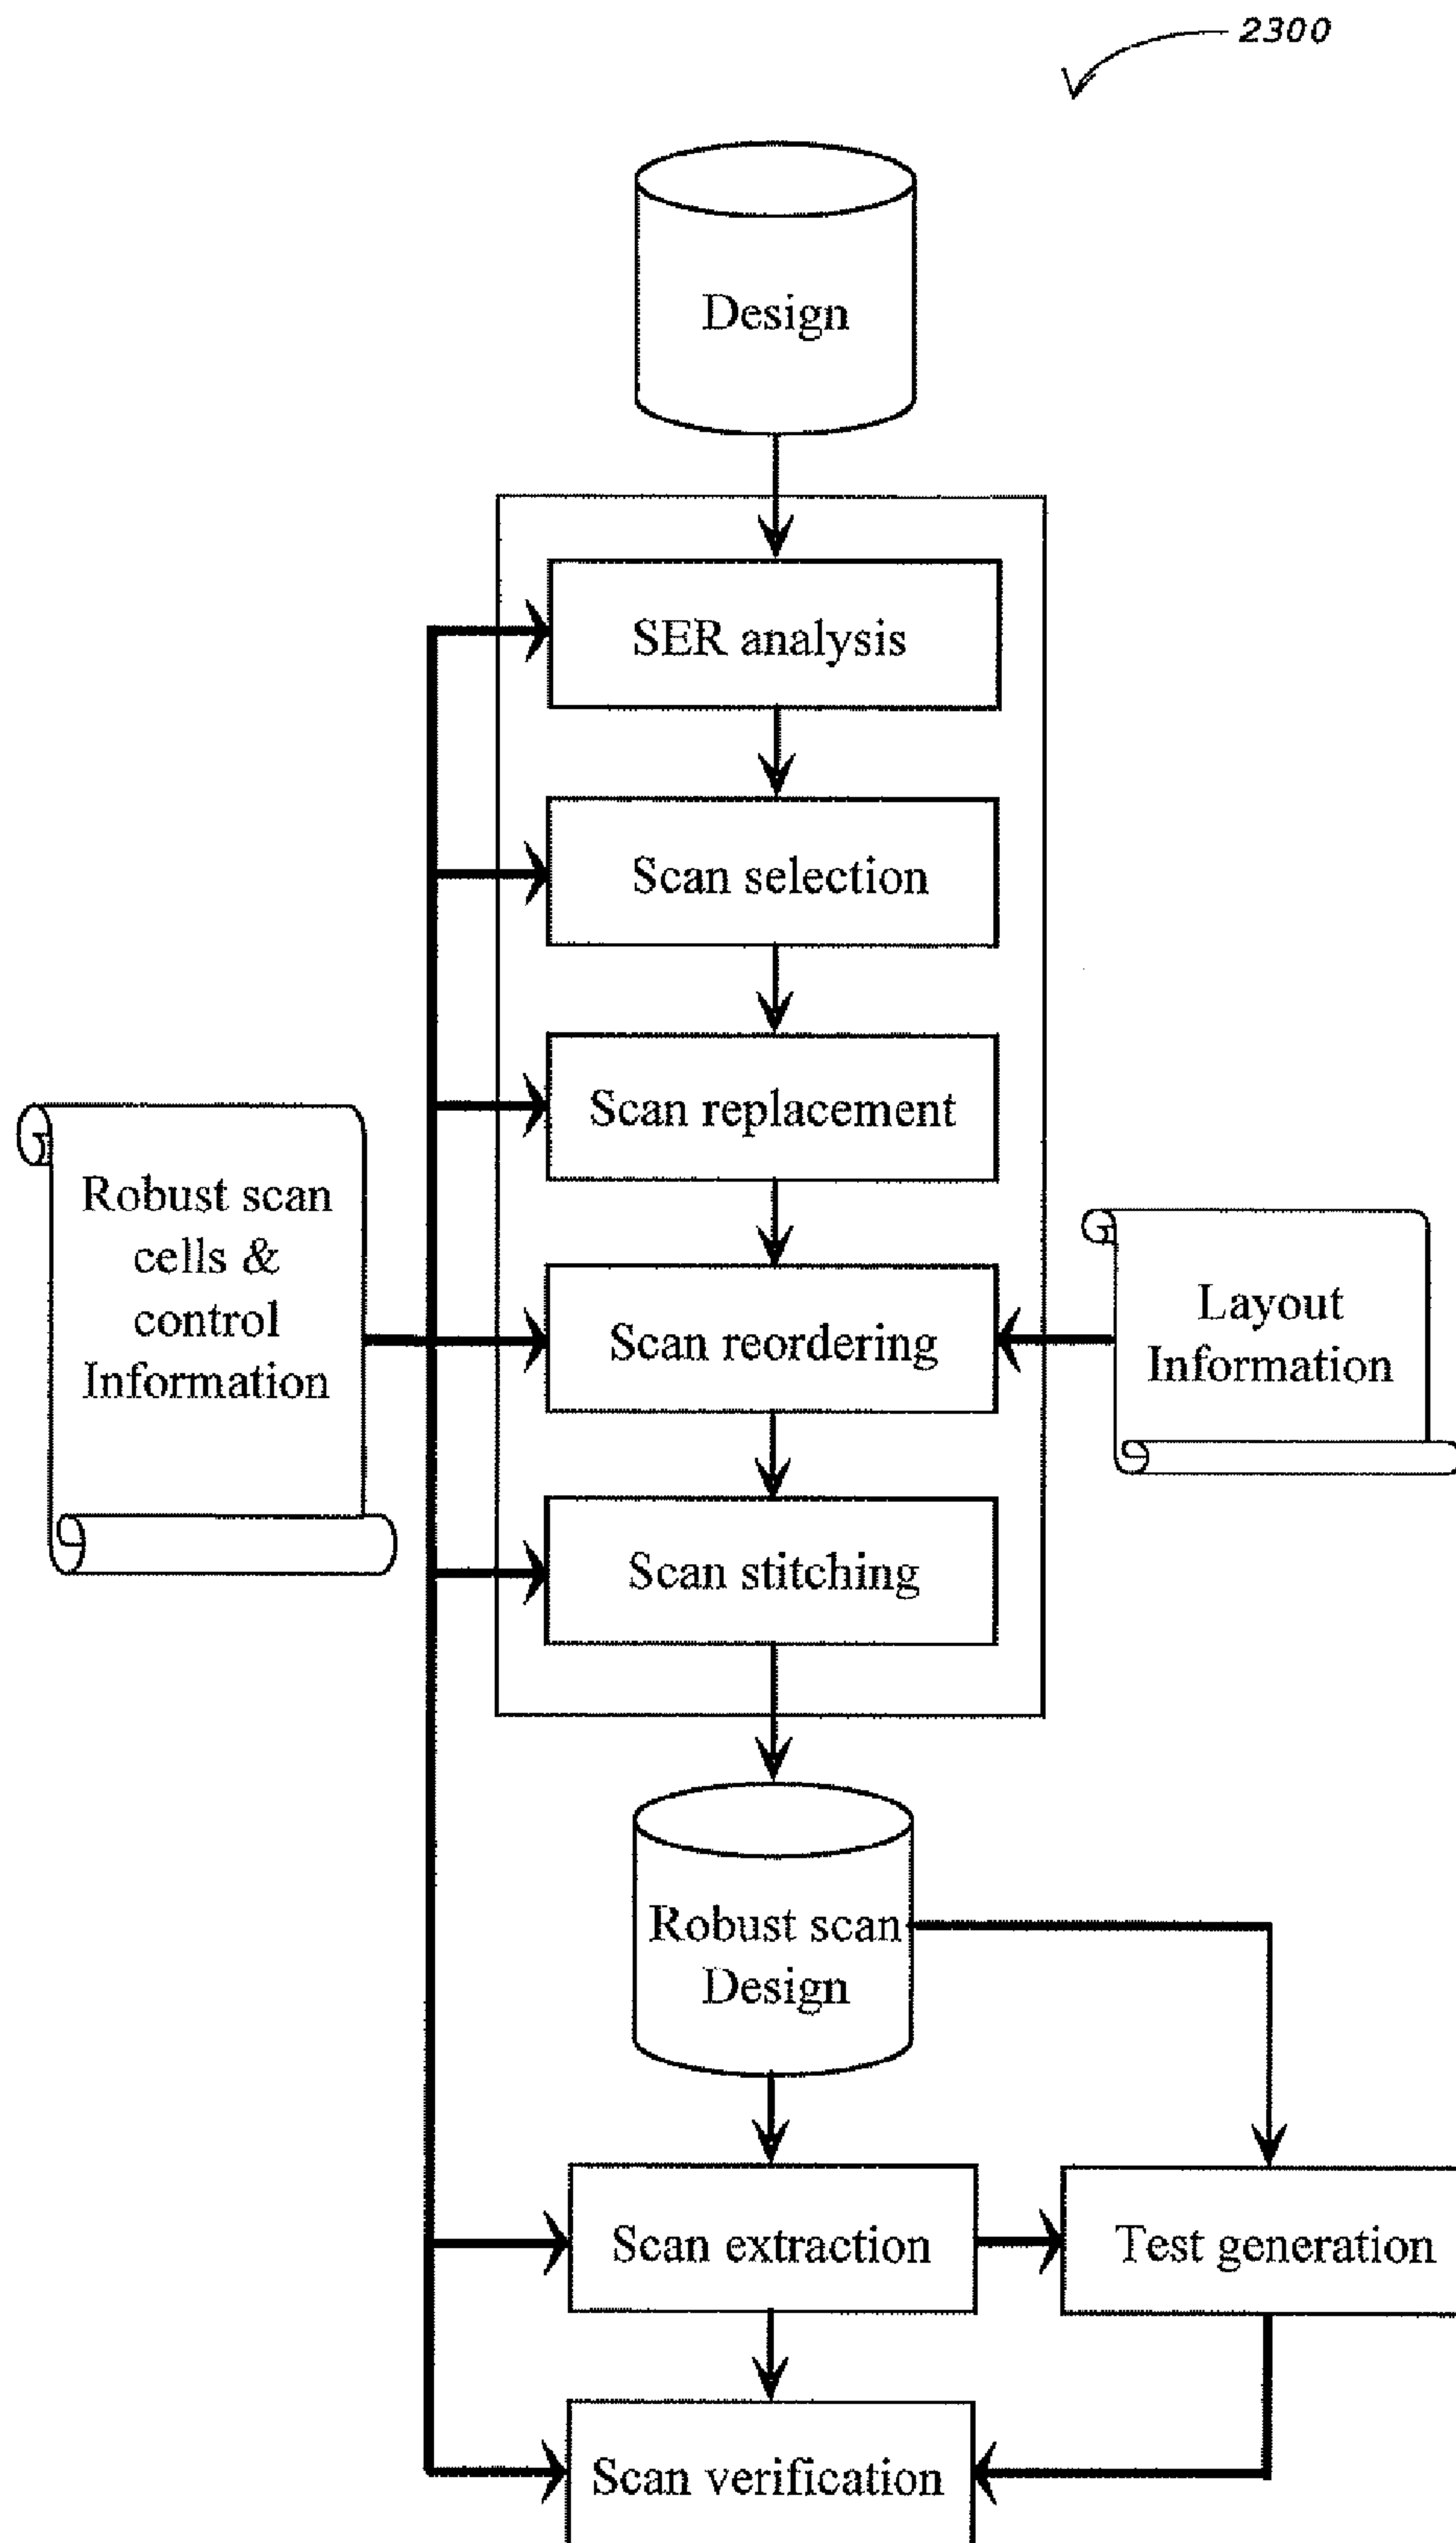 2300
Design
SER analysis
Scan selection
Scan replacement
Robust scan
cells &
control
Information
Scan reordering
Layout
Information
Scan stitching
Robust scan
Design
Scan extraction
Test generation
Scan verification